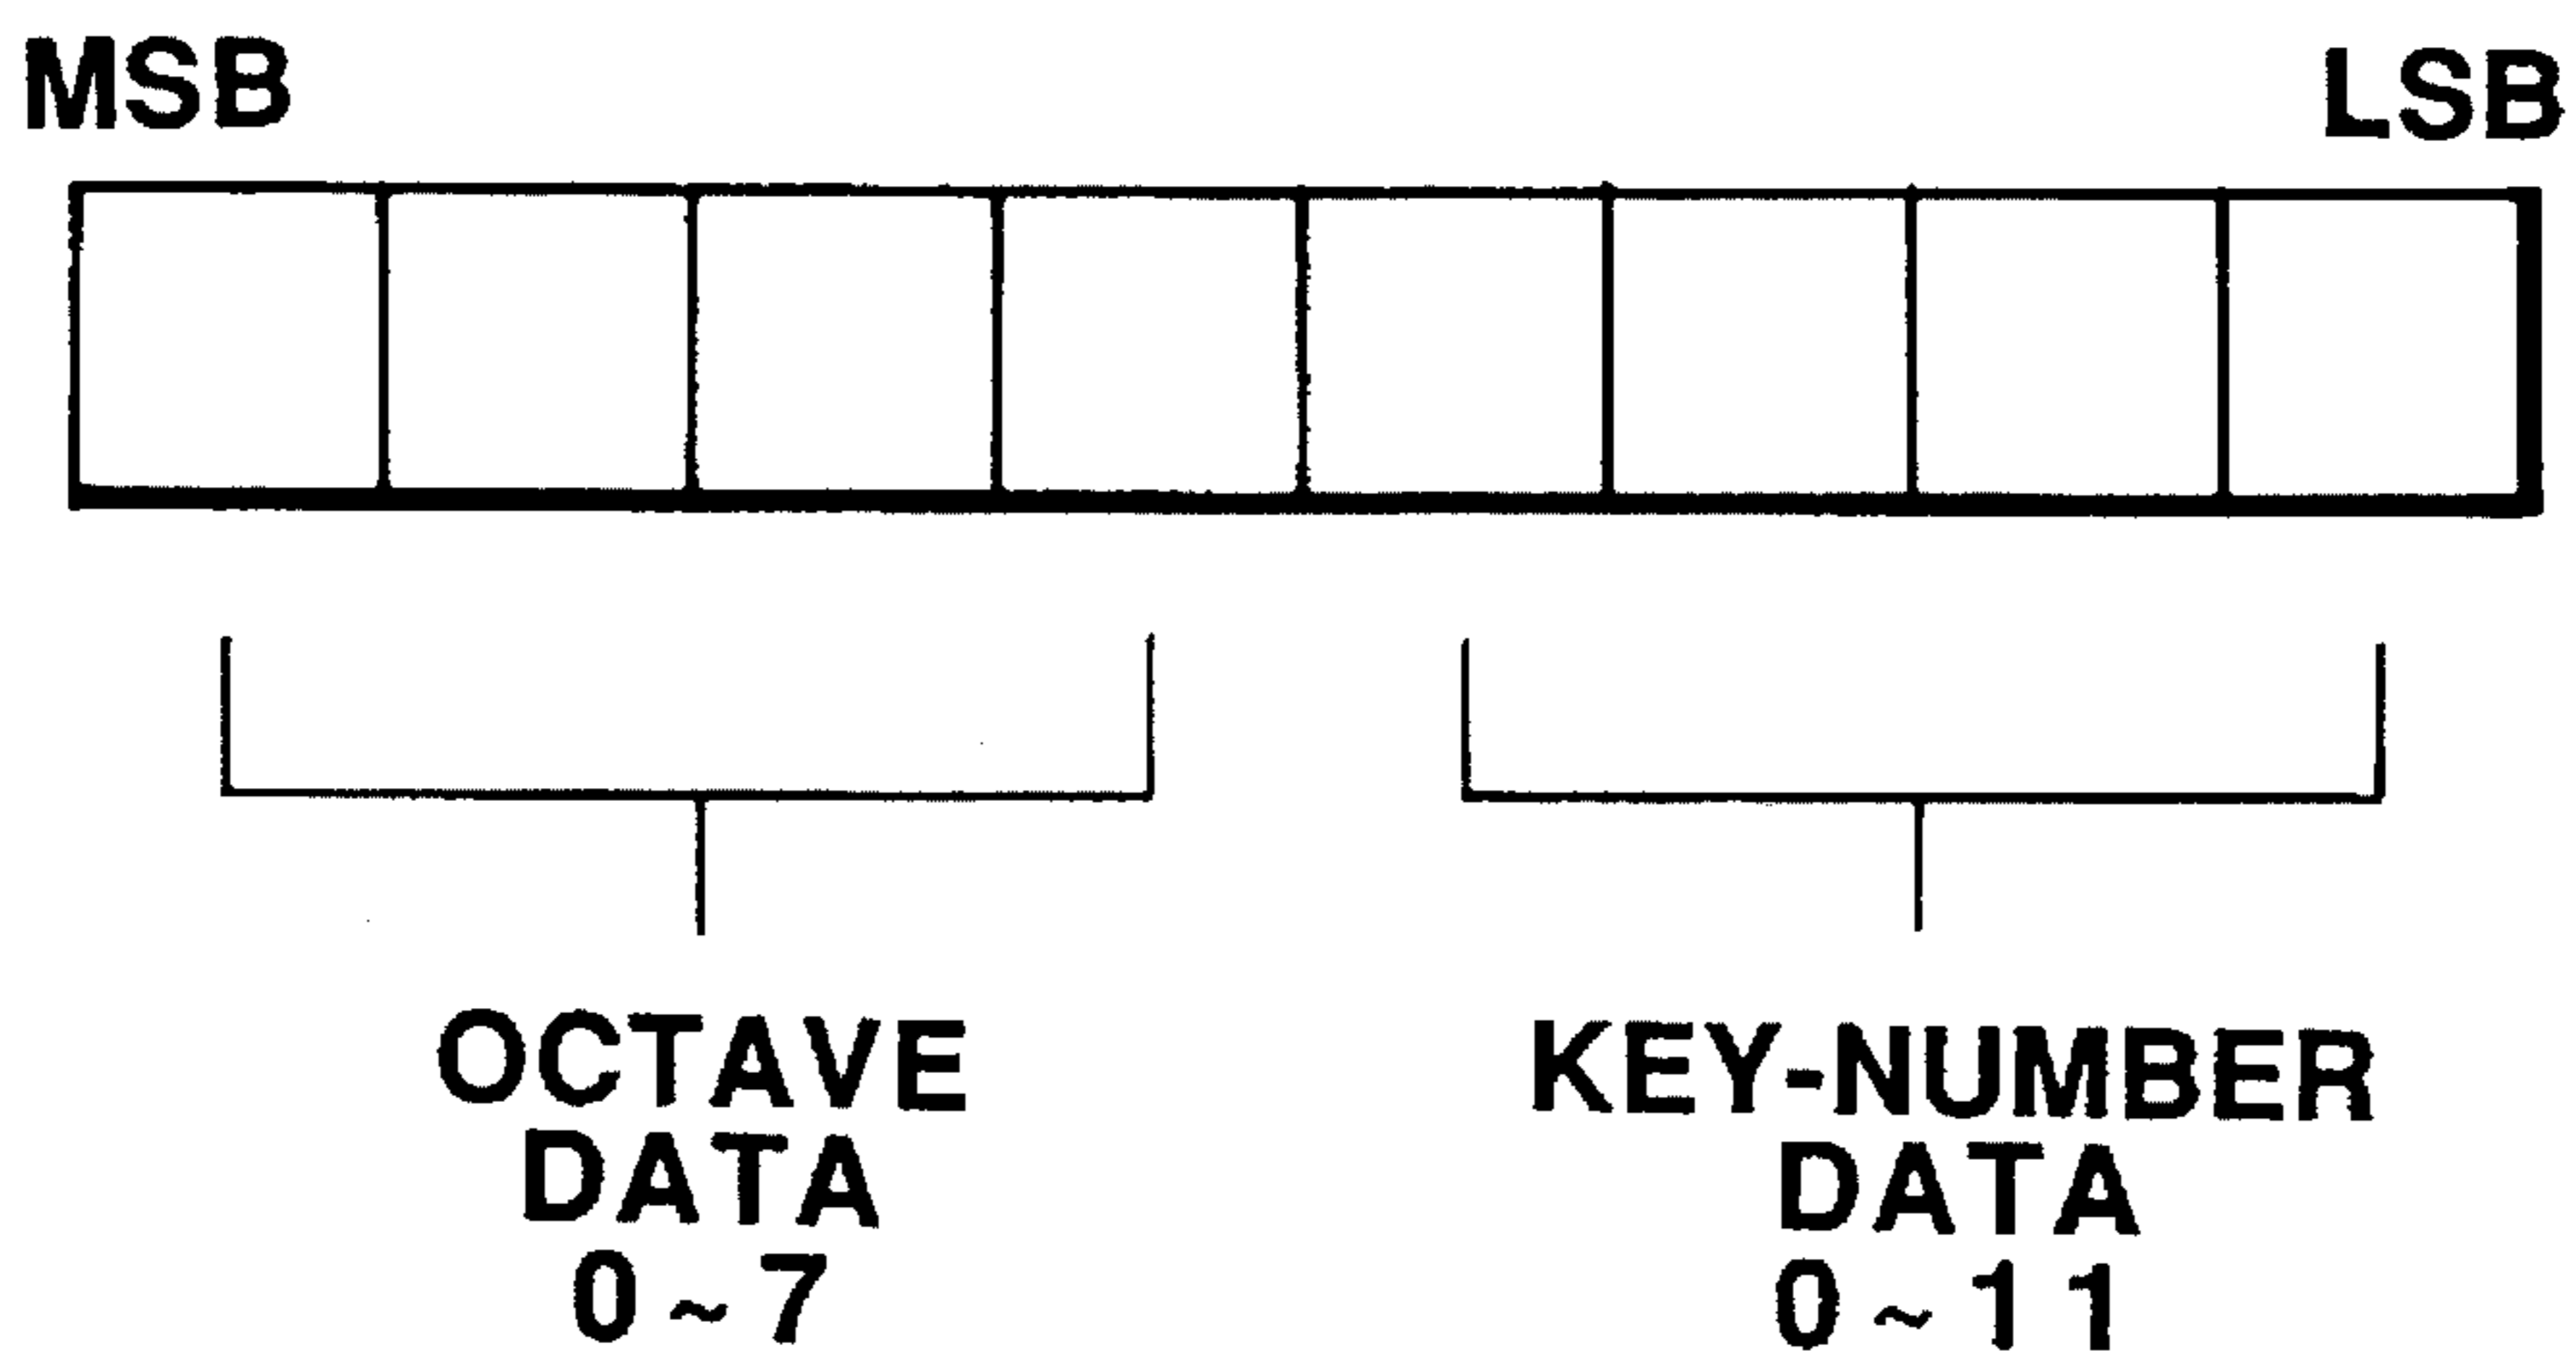 MSB
LSB
OCTAVE
DATA
0 ~ 7
KEY-NUMBER
DATA
0 ~ 11